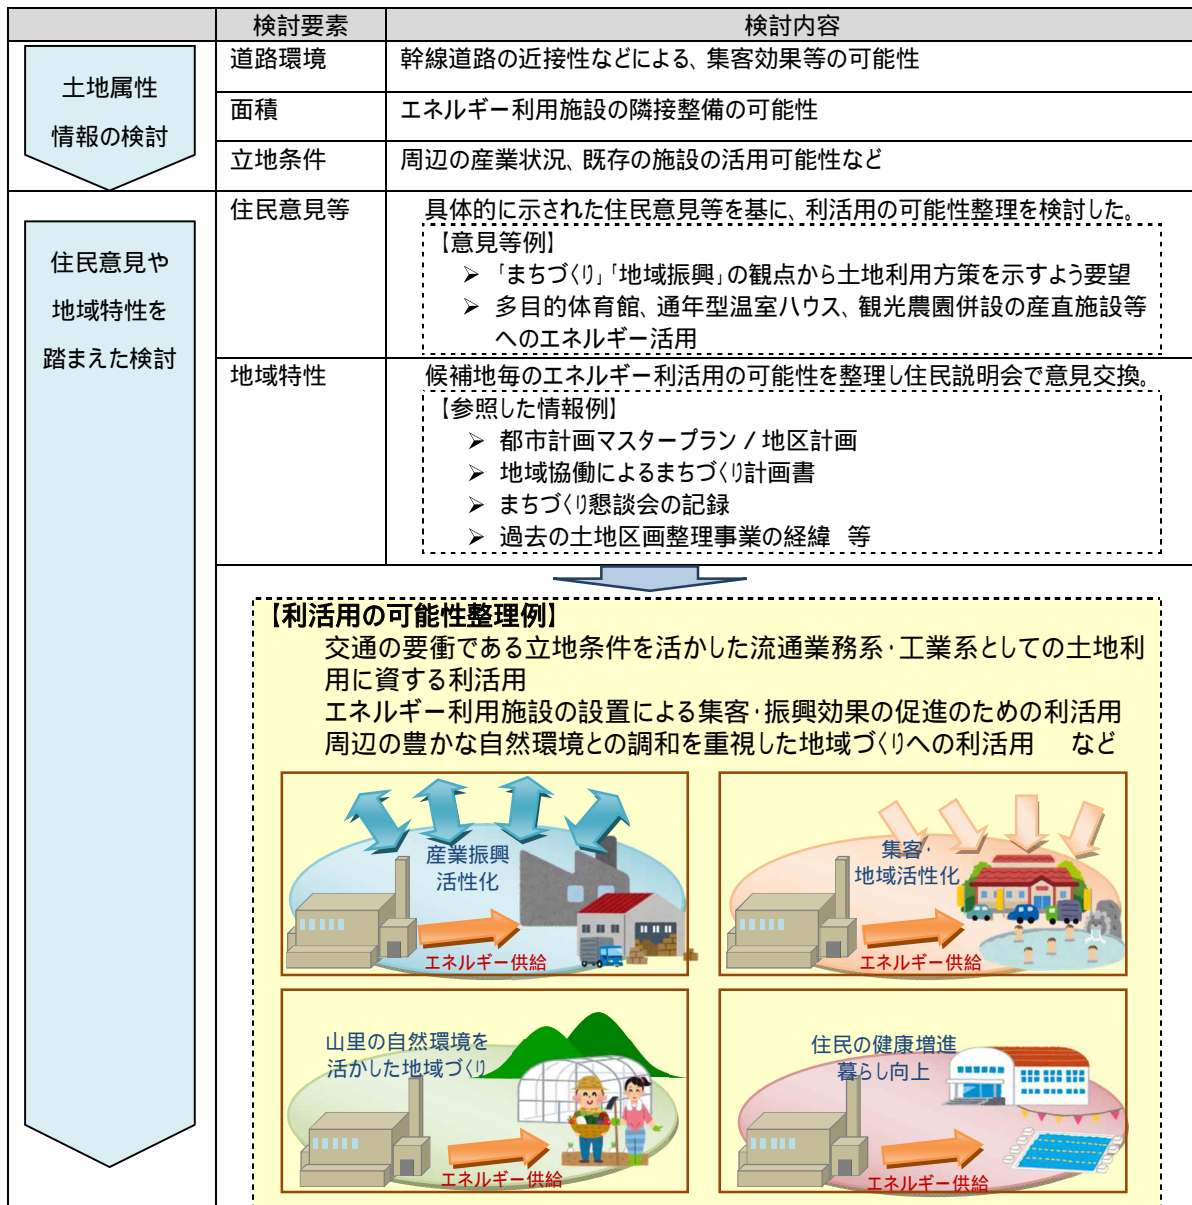 検討要素
検討内容
土地属性
情報の検討
道路環境
幹線道路の近接性などによる、集客効果等の可能性
面積
エネルギー利用施設の隣接整備の可能性
立地条件
周辺の産業状況、既存の施設の活用可能性など
住民意見や
地域特性を
踏まえた検討
住民意見等
具体的に示された住民意見等を基に、利活用の可能性整理を検討した。
【意見等例】
➢ 「まちづくり」「地域振興」の観点から土地利用方策を示すよう要望
➢ 多目的体育館、通年型温室ハウス、観光農園併設の産直施設等
へのエネルギー活用
地域特性
候補地毎のエネルギー利活用の可能性を整理し住民説明会で意見交換。
【参照した情報例】
➢ 都市計画マスタープラン / 地区計画
➢ 地域協働によるまちづくり計画書
➢ まちづくり懇談会の記録
➢ 過去の土地区画整理事業の経緯 等
【利活用の可能性整理例】
交通の要衝である立地条件を活かした流通業務系・工業系としての土地利
用に資する利活用
エネルギー利用施設の設置による集客・振興効果の促進のための利活用
周辺の豊かな自然環境との調和を重視した地域づくりへの利活用 など
産業振興
活性化
エネルギー供給
集客・
地域活性化
エネルギー供給
山里の自然環境を
活かした地域づくり
エネルギー供給
住民の健康増進
暮らし向上
エネルギー供給